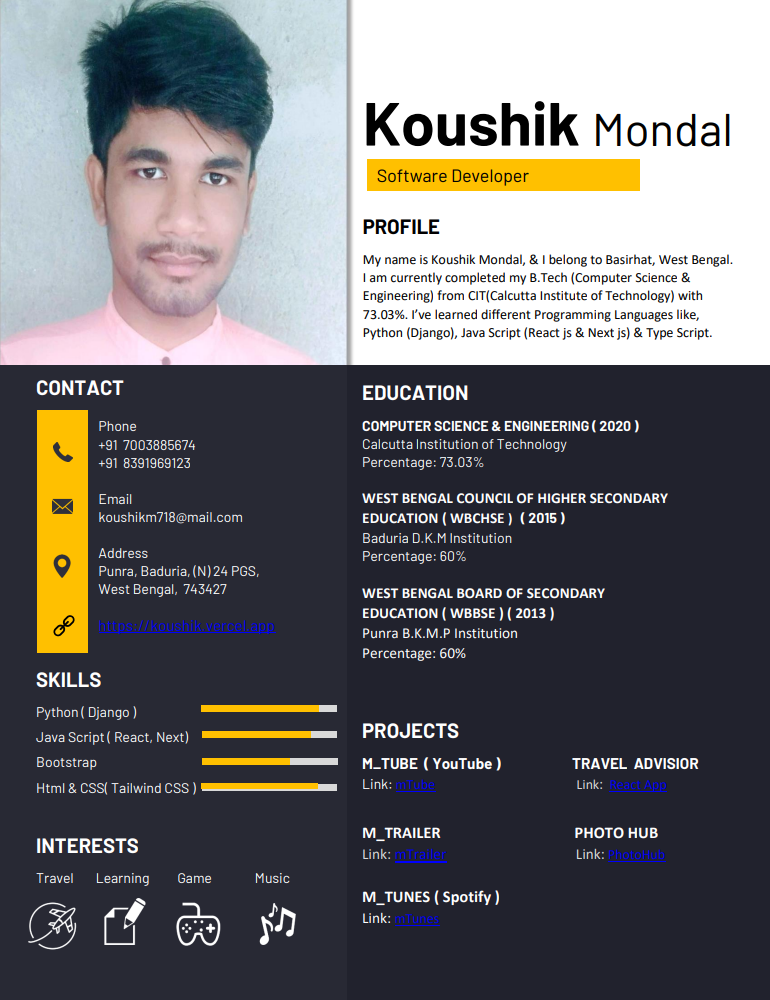 Koushik Mondal
Software Developer
PROFILE
My name is Koushik Mondal, & I belong to Basirhat, West Bengal.
I am currently completed my B.Tech (Computer Science &
Engineering) from CIT(Calcutta Institute of Technology) with
73.03%. I've learned different Programming Languages like,
Python (Django), Java Script (React js & Next js) & Type Script.
CONTACT
Phone
+91 7003885674
+91 8391969123
Email
koushikm718@mail.com
Address
Punra, Baduria, (N) 24 PGS,
West Bengal, 743427
https://koushik.vercel.app
SKILLS
Python ( Django )
Java Script ( React, Next)
Bootstrap
Html & CSS( Tailwind CSS )
INTERESTS
Travel Learning Game Music
EDUCATION
COMPUTER SCIENCE & ENGINEERING ( 2020 )
Calcutta Institution of Technology
Percentage: 73.03%
WEST BENGAL COUNCIL OF HIGHER SECONDARY
EDUCATION ( WBCHSE ) ( 2015 )
Baduria D.K.M Institution
Percentage: 60%
WEST BENGAL BOARD OF SECONDARY
EDUCATION ( WBBSE ) ( 2013 )
Punra B.K.M.P Institution
Percentage: 60%
PROJECTS
M_TUBE ( YouTube )
Link: mTube
TRAVEL ADVISIOR
Link: React App
M_TRAILER
Link: mTrailer
PHOTO HUB
Link: PhotoHub
M_TUNES ( Spotify )
Link: mTunes